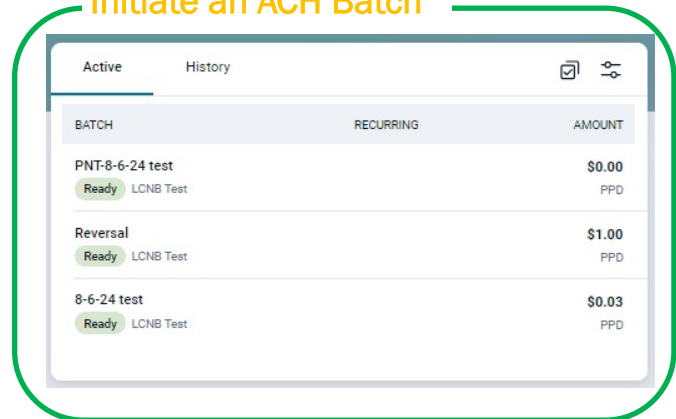 Initiate an ACH Batch
Active History
BATCH RECURRING AMOUNT
PNT-8-6-24 test $0.00
Ready LCNB Test PPD
Reversal $1.00
Ready LCNB Test PPD
8-6-24 test $0.03
Ready LCNB Test PPD